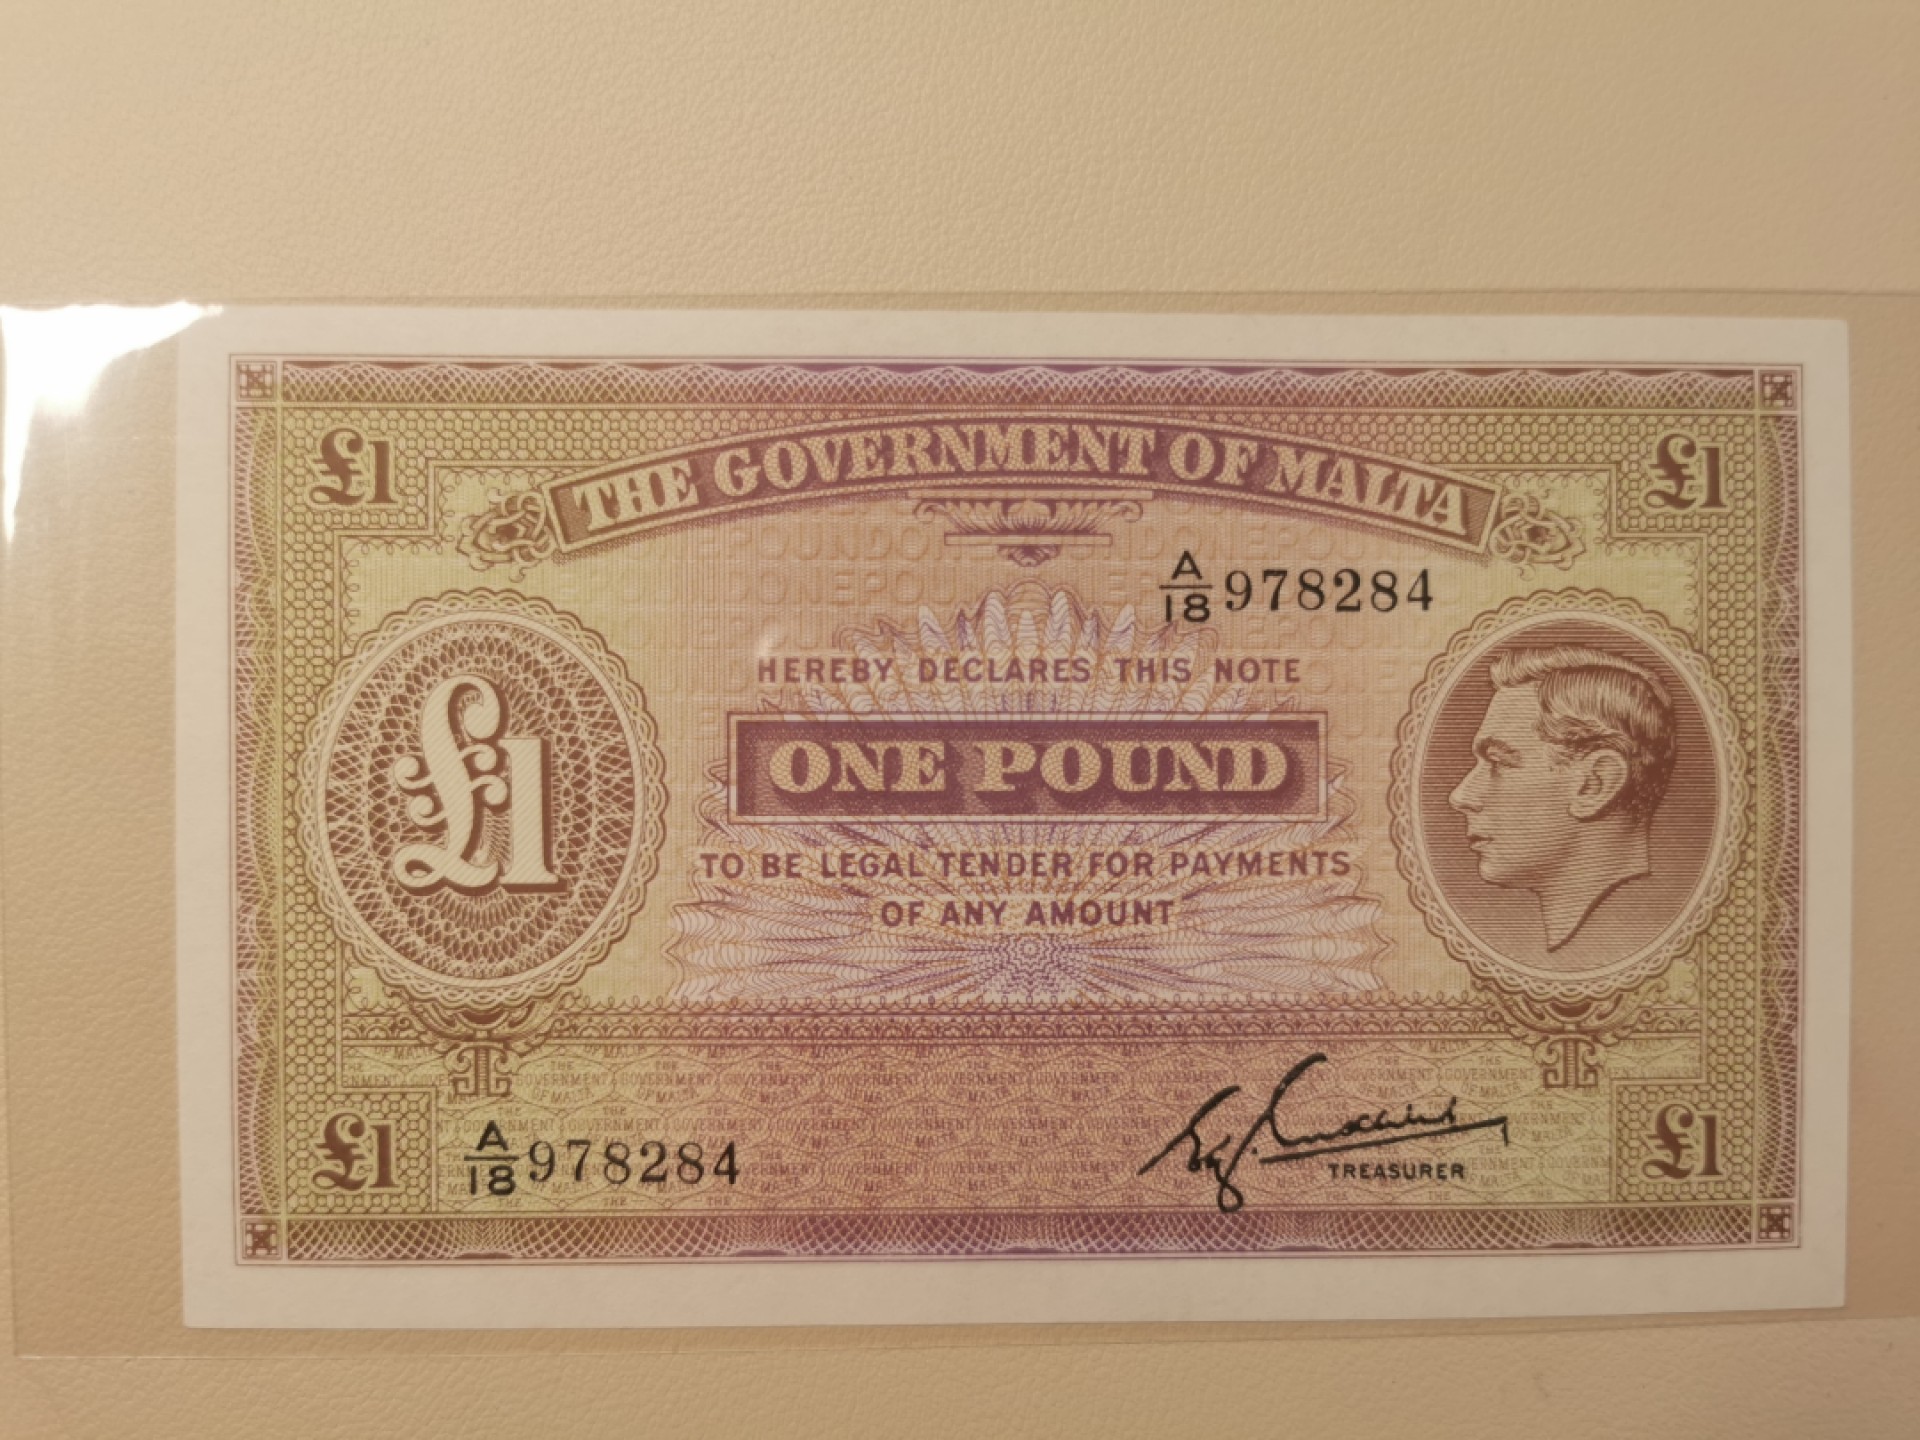 £1
£1
THE GOVERNMENT OF MALTA
A/18 978284
HEREBY DECLARES THIS NOTE
£1
ONE POUND
TO BE LEGAL TENDER FOR PAYMENTS
OF ANY AMOUNT
A/18 978284
TREASURER
£1
£1